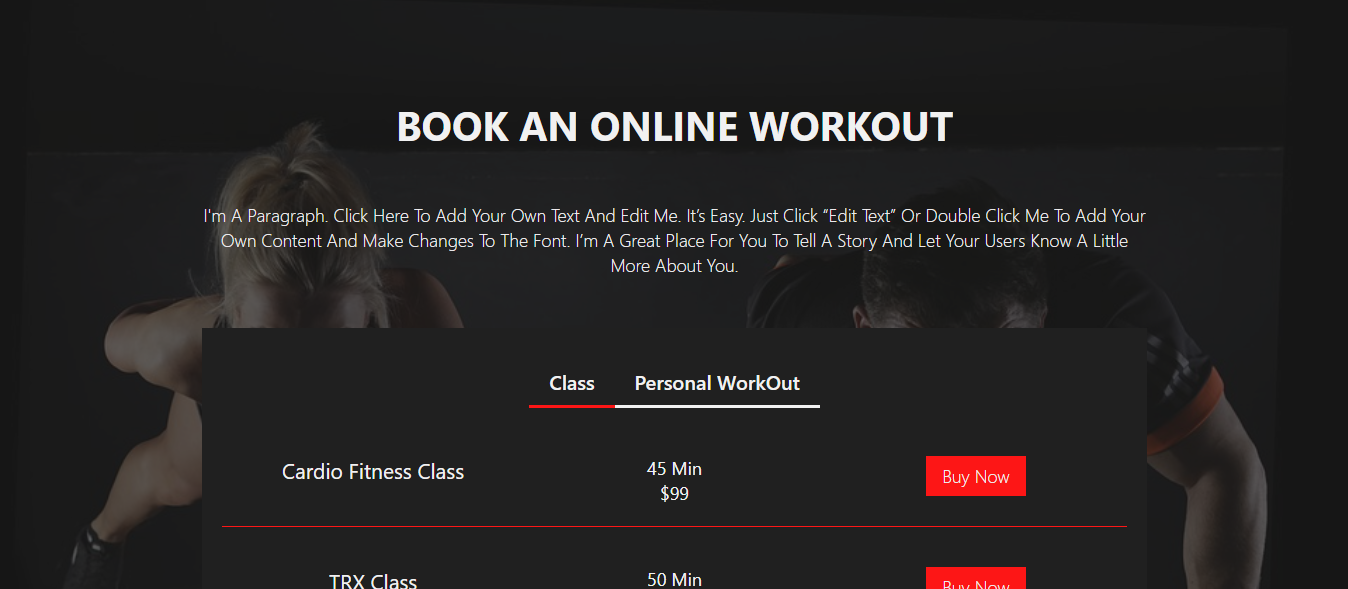 BOOK AN ONLINE WORKOUT
I'm A Paragraph. Click Here To Add Your Own Text And Edit Me. It’s Easy. Just Click “Edit Text” Or Double Click Me To Add Your
Own Content And Make Changes To The Font. I’m A Great Place For You To Tell A Story And Let Your Users Know A Little
More About You.
Class Personal WorkOut
Cardio Fitness Class 45 Min Buy Now
$99
TRX Class 50 Min Buy Now